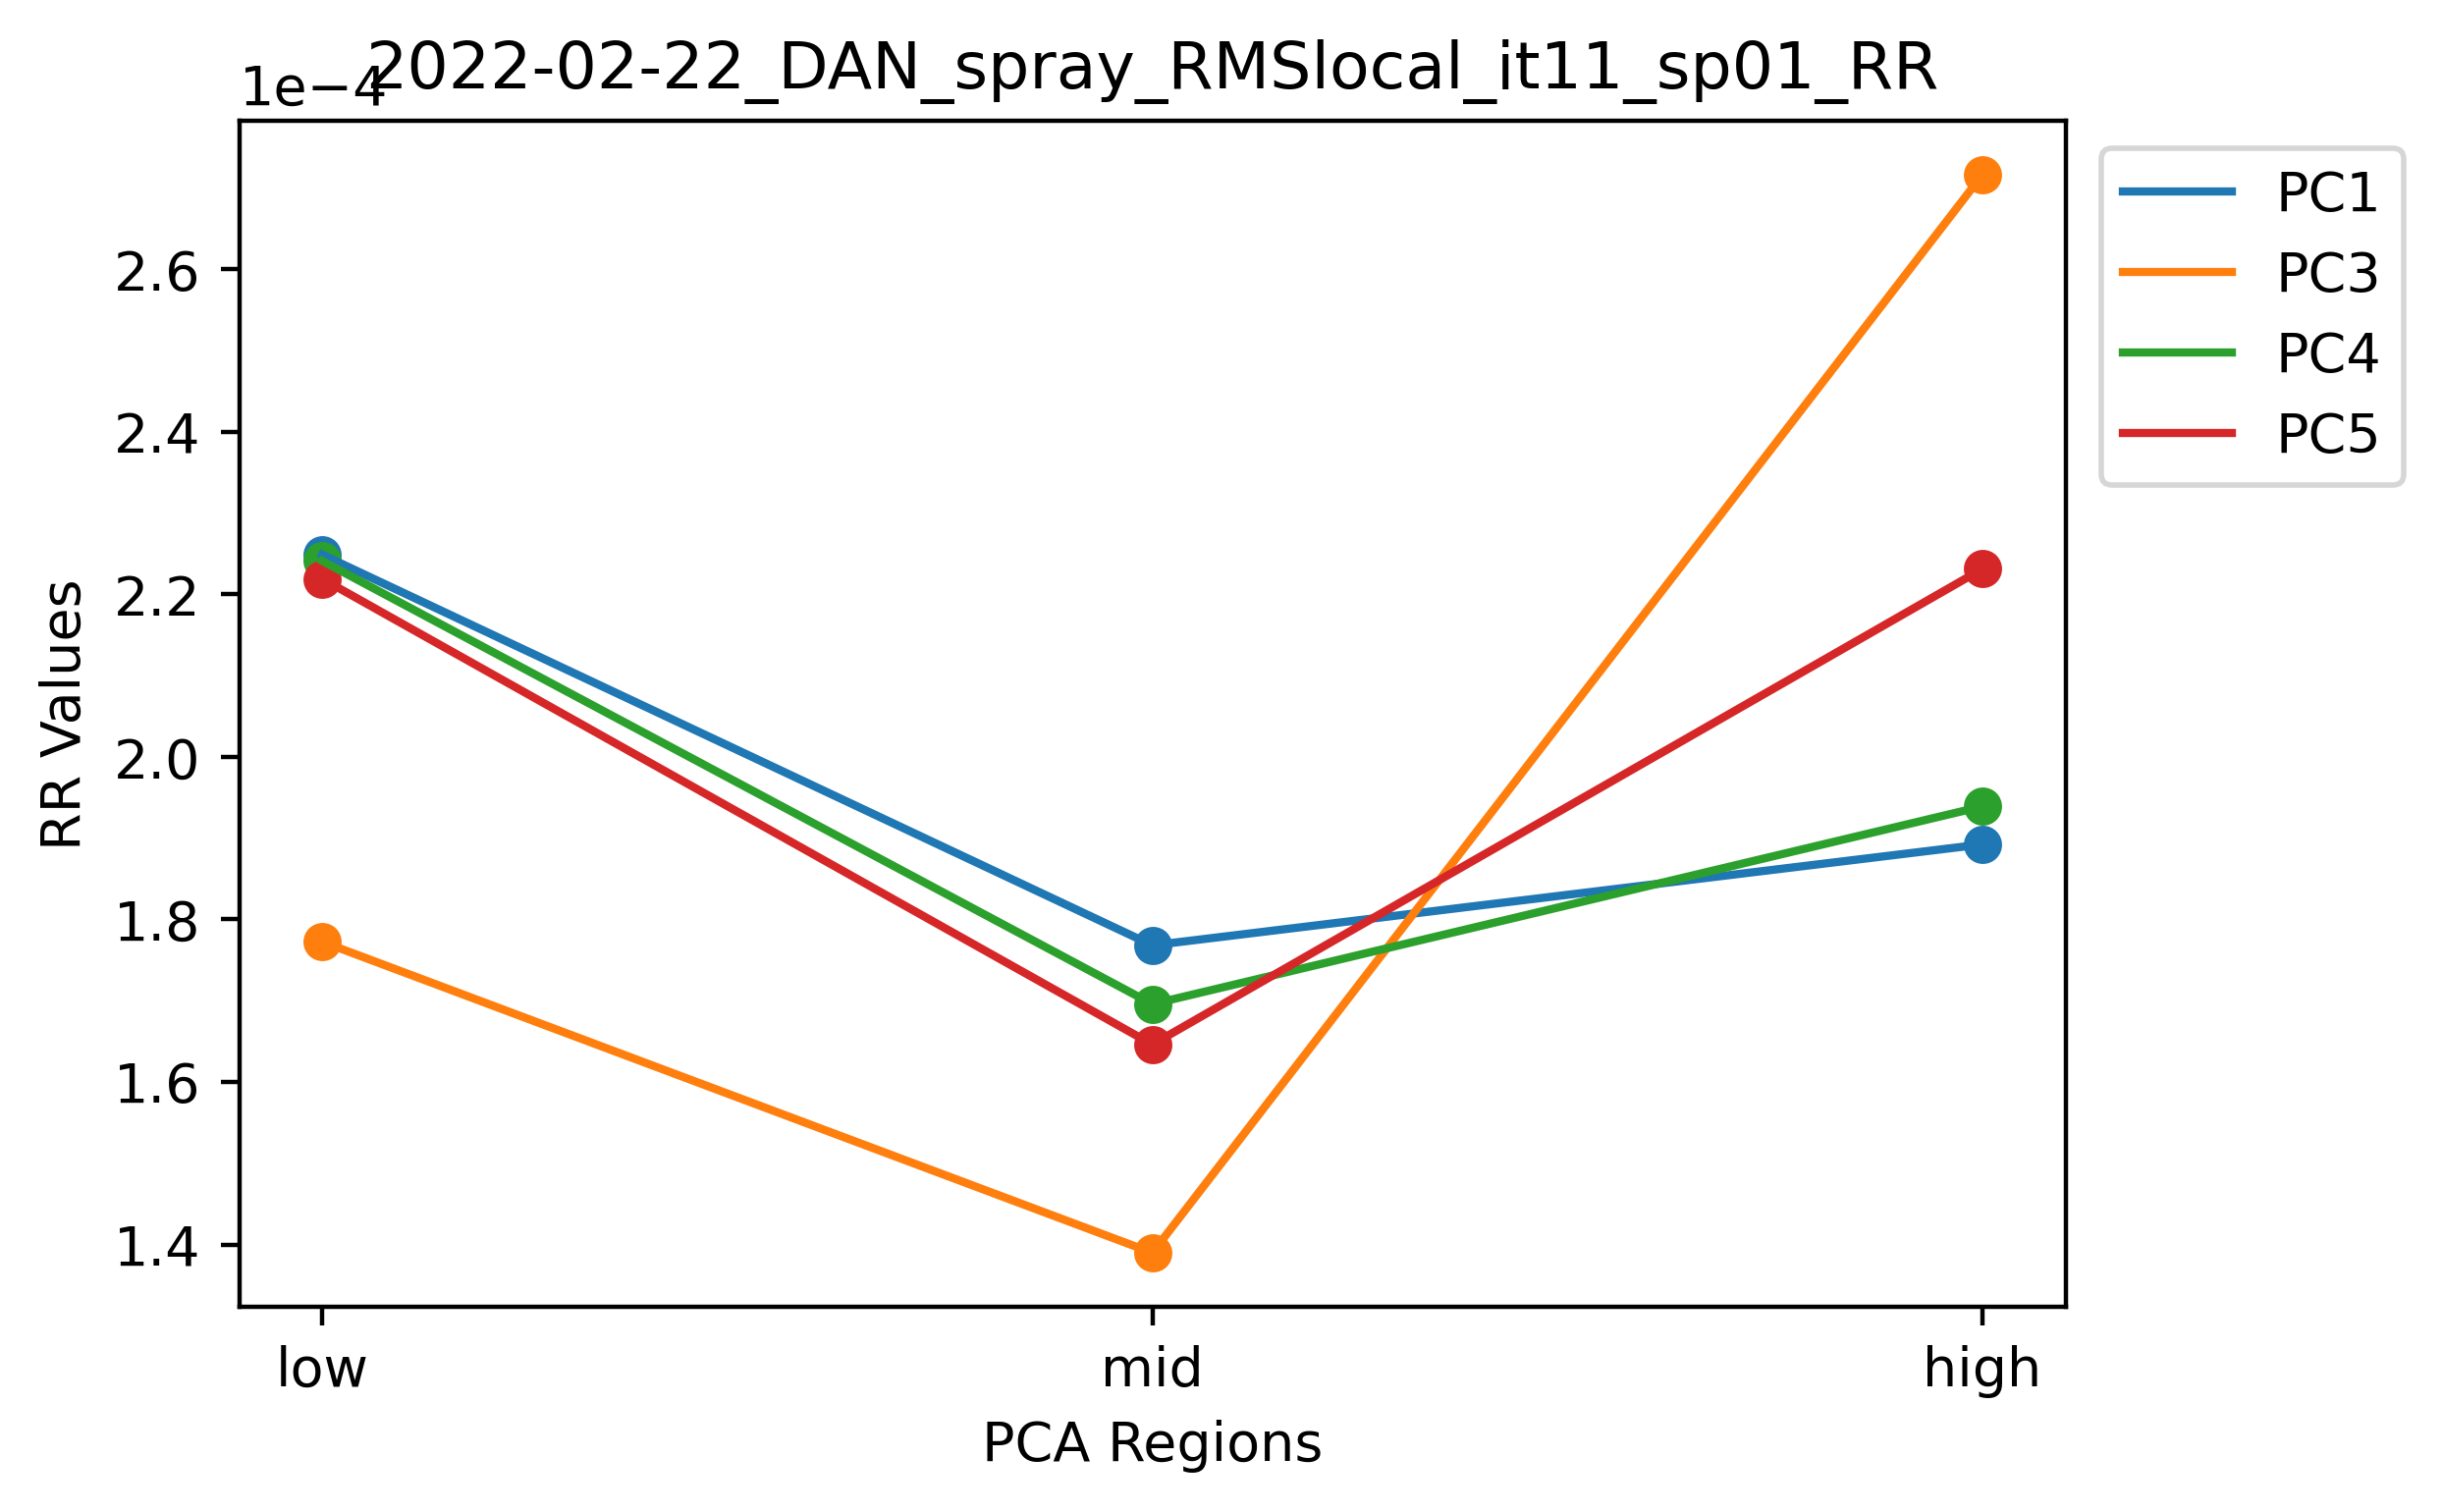 2022-02-22_DAN_spray_RMSlocal_it11_sp01_RR
1e−4
2.6
2.4
2.2
2.0
1.8
1.6
1.4
RR Values
low
mid
high
PCA Regions
PC1
PC3
PC4
PC5